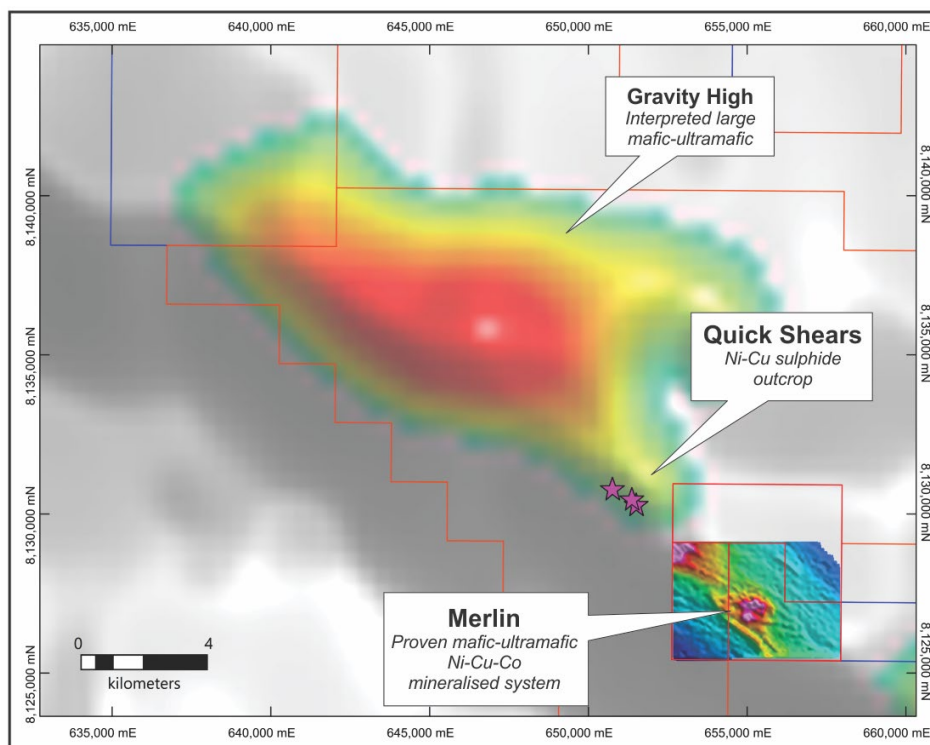 635,000 mE
640,000 mE
645,000 mE
650,000 mE
655,000 mE
660,000 mE
Gravity High
Interpreted large
mafic-ultramafic
8,140,000 mN
8,140,000 mN
Quick Shears
Ni-Cu sulphide
outcrop
8,135,000 mN
8,135,000 mN
8,130,000 mN
8,130,000 mN
Merlin
Proven mafic-ultramafic
Ni-Cu-Co
mineralised system
0
4
kilometers
8,125,000 mN
8,125,000 mN
635,000 mE
640,000 mE
645,000 mE
650,000 mE
655,000 mE
660,000 mE